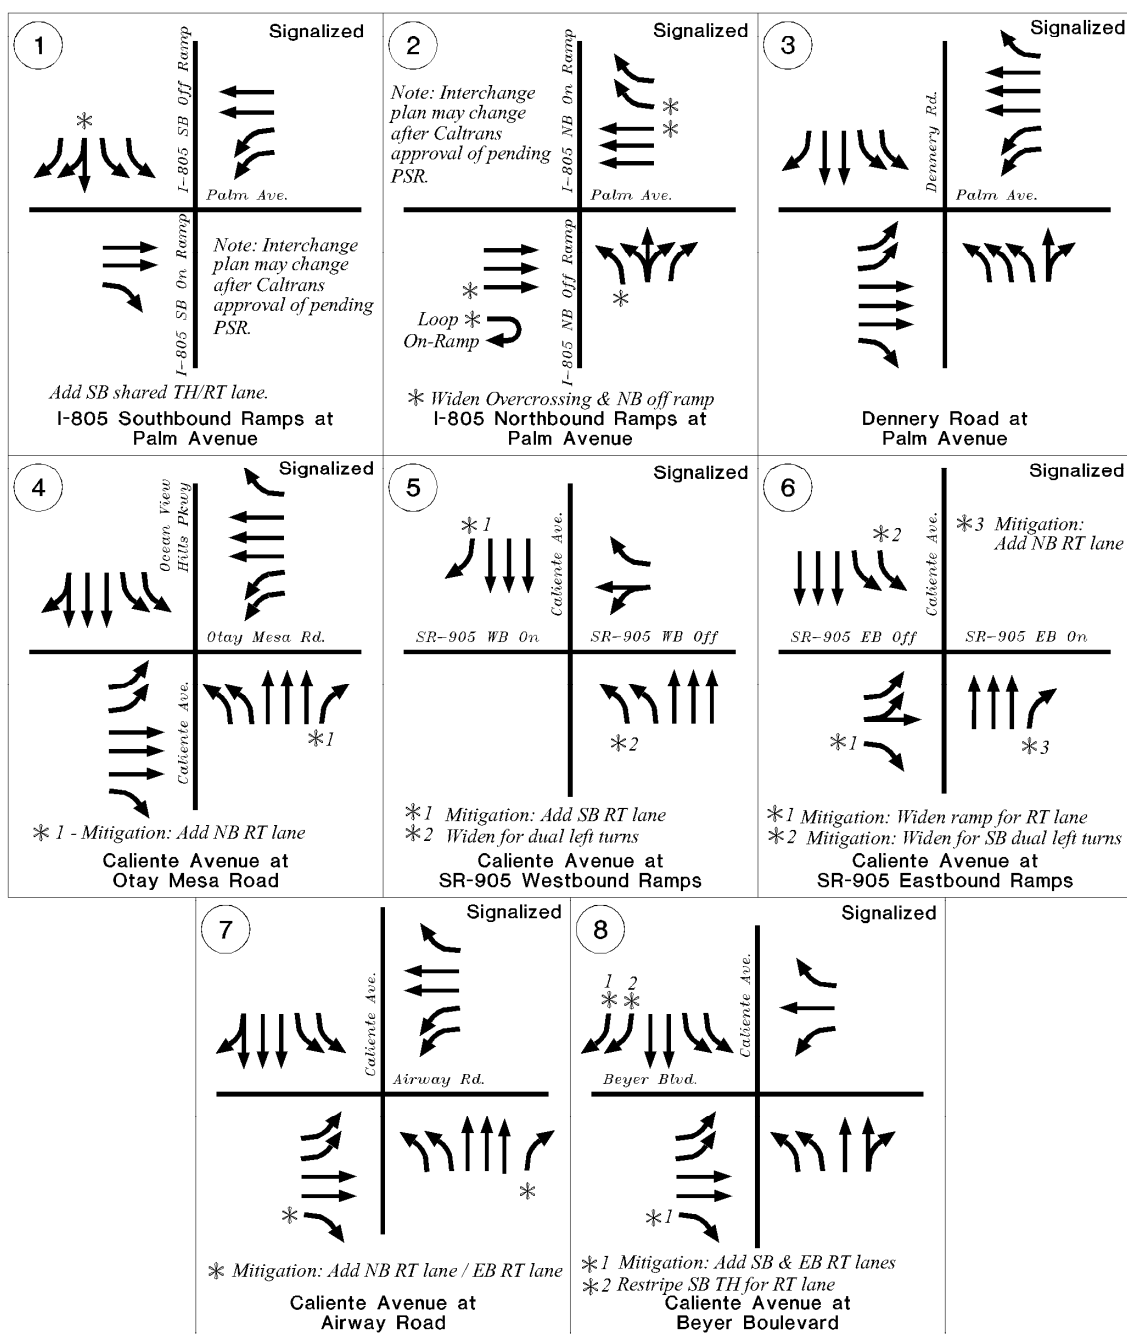 1
Signalized
I-805 SB Off Ramp
*
Palm Ave.
I-805 SB On Ramp
Note: Interchange
plan may change
after Caltrans
approval of pending
PSR.
Add SB shared TH/RT lane.
I-805 Southbound Ramps at
Palm Avenue
2
Signalized
Note: Interchange
plan may change
after Caltrans
approval of pending
PSR.
I-805 NB On Ramp
*
*
Palm Ave.
I-805 NB Off Ramp
*
Loop *
On-Ramp
*
* Widen Overcrossing & NB off ramp
I-805 Northbound Ramps at
Palm Avenue
3
Signalized
Dennery Rd.
Palm Ave.
Dennery Road at
Palm Avenue
4
Signalized
Ocean View
Hills Pkwy
Otay Mesa Rd.
Caliente Ave.
*1
*1 - Mitigation: Add NB RT lane
Caliente Avenue at
Otay Mesa Road
5
Signalized
*1
Caliente Ave.
SR-905 WB On
SR-905 WB Off
*2
*1 Mitigation: Add SB RT lane
*2 Widen for dual left turns
Caliente Avenue at
SR-905 Westbound Ramps
6
Signalized
*2
Caliente Ave.
*3 Mitigation:
Add NB RT lane
SR-905 EB Off
SR-905 EB On
*1
*3
*1 Mitigation: Widen ramp for RT lane
*2 Mitigation: Widen for SB dual left turns
Caliente Avenue at
SR-905 Eastbound Ramps
7
Signalized
Caliente Ave.
Airway Rd.
*
*
* Mitigation: Add NB RT lane / EB RT lane
Caliente Avenue at
Airway Road
8
Signalized
1 2
* *
Caliente Ave.
Beyer Blvd.
*1
*1 Mitigation: Add SB & EB RT lanes
*2 Restripe SB TH for RT lane
Caliente Avenue at
Beyer Boulevard